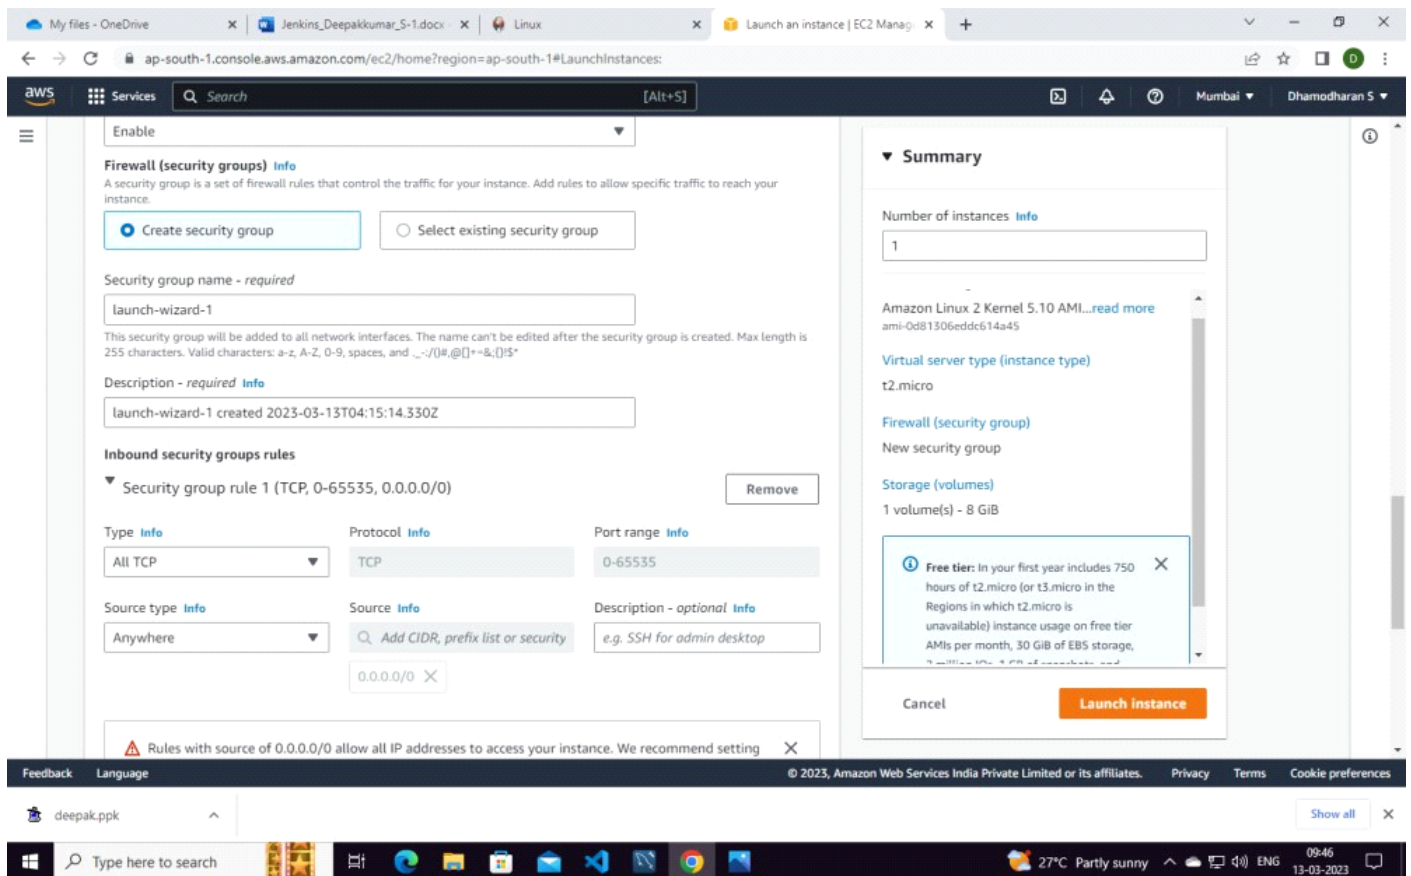 My files - OneDrive
Jenkins_Deepakkumar_S-1.docx
Linux
Launch an instance | EC2 Manag
ap-south-1.console.aws.amazon.com/ec2/home?region=ap-south-1#LaunchInstances:
D
aws
Services
Search
[Alt+S]
Mumbai
Dhamodharan S
Enable
Firewall (security groups) Info
A security group is a set of firewall rules that control the traffic for your instance. Add rules to allow specific traffic to reach your
instance.
Create security group
Select existing security group
Security group name - required
launch-wizard-1
This security group will be added to all network interfaces. The name can't be edited after the security group is created. Max length is
255 characters. Valid characters: a-z, A-Z, 0-9, spaces, and ._-:/()#,@[]+=&;{}!$*
Description - required Info
launch-wizard-1 created 2023-03-13T04:15:14.330Z
Inbound security groups rules
Security group rule 1 (TCP, 0-65535, 0.0.0.0/0)
Remove
Type Info
Protocol Info
Port range Info
All TCP
TCP
0-65535
Source type Info
Source Info
Description - optional Info
Anywhere
Add CIDR, prefix list or security
e.g. SSH for admin desktop
0.0.0.0/0
Rules with source of 0.0.0.0/0 allow all IP addresses to access your instance. We recommend setting
Summary
Number of instances Info
1
Amazon Linux 2 Kernel 5.10 AMI...read more
ami-0d81306eddc614a45
Virtual server type (instance type)
t2.micro
Firewall (security group)
New security group
Storage (volumes)
1 volume(s) - 8 GiB
Free tier: In your first year includes 750
hours of t2.micro (or t3.micro in the
Regions in which t2.micro is
unavailable) instance usage on free tier
AMIs per month, 30 GiB of EBS storage,
2 million IOs, 1 GB of snapshots, and
Cancel
Launch instance
Feedback
Language
© 2023, Amazon Web Services India Private Limited or its affiliates.
Privacy
Terms
Cookie preferences
deepak.ppk
Show all
Type here to search
27°C Partly sunny
ENG
09:46
13-03-2023